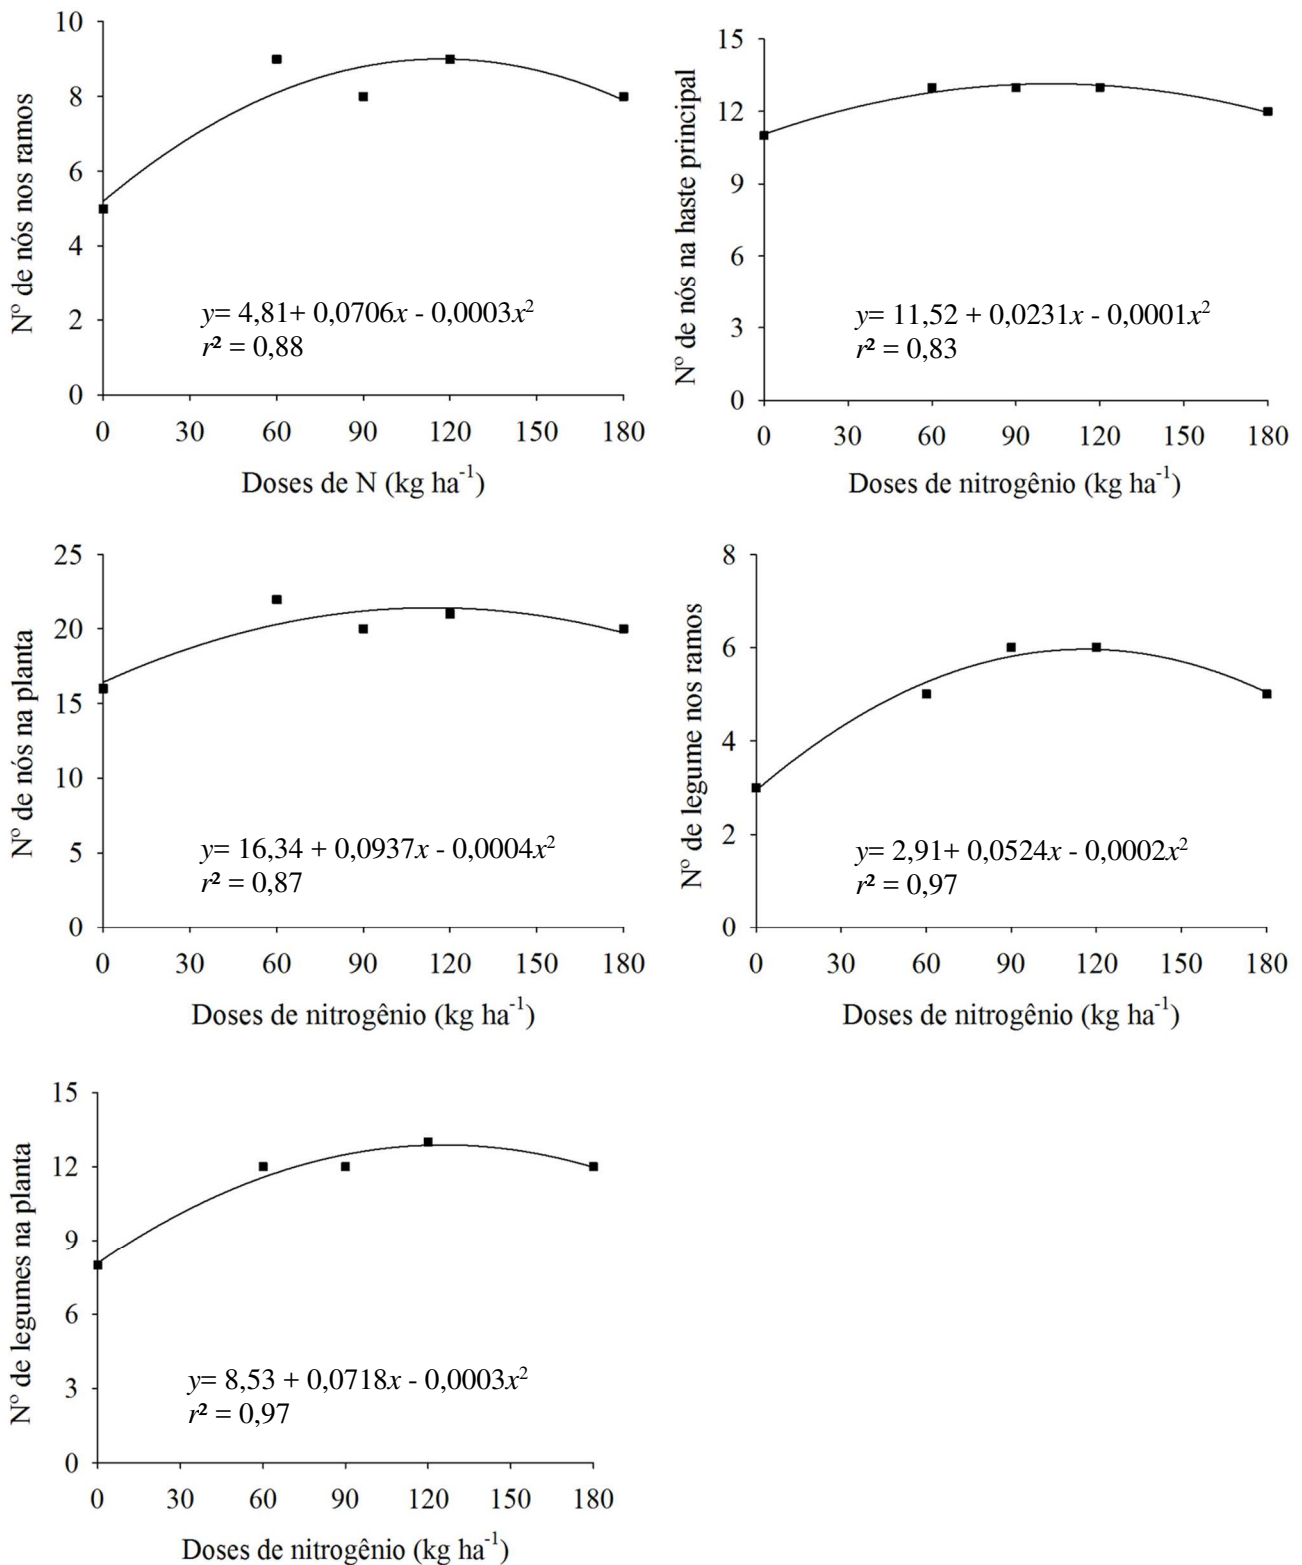 Nº de nós nos ramos
10
8
6
4
2
0
y= 4,81+ 0,0706x - 0,0003x²
r² = 0,88
0 30 60 90 120 150 180
Doses de N (kg ha⁻¹)
Nº de nós na haste principal
15
12
9
6
3
0
y= 11,52 + 0,0231x - 0,0001x²
r² = 0,83
0 30 60 90 120 150 180
Doses de nitrogênio (kg ha⁻¹)
Nº de nós na planta
25
20
15
10
5
0
y= 16,34 + 0,0937x - 0,0004x²
r² = 0,87
0 30 60 90 120 150 180
Doses de nitrogênio (kg ha⁻¹)
Nº de legume nos ramos
8
6
4
2
0
y= 2,91+ 0,0524x - 0,0002x²
r² = 0,97
0 30 60 90 120 150 180
Doses de nitrogênio (kg ha⁻¹)
Nº de legumes na planta
15
12
9
6
3
0
y= 8,53 + 0,0718x - 0,0003x²
r² = 0,97
0 30 60 90 120 150 180
Doses de nitrogênio (kg ha⁻¹)